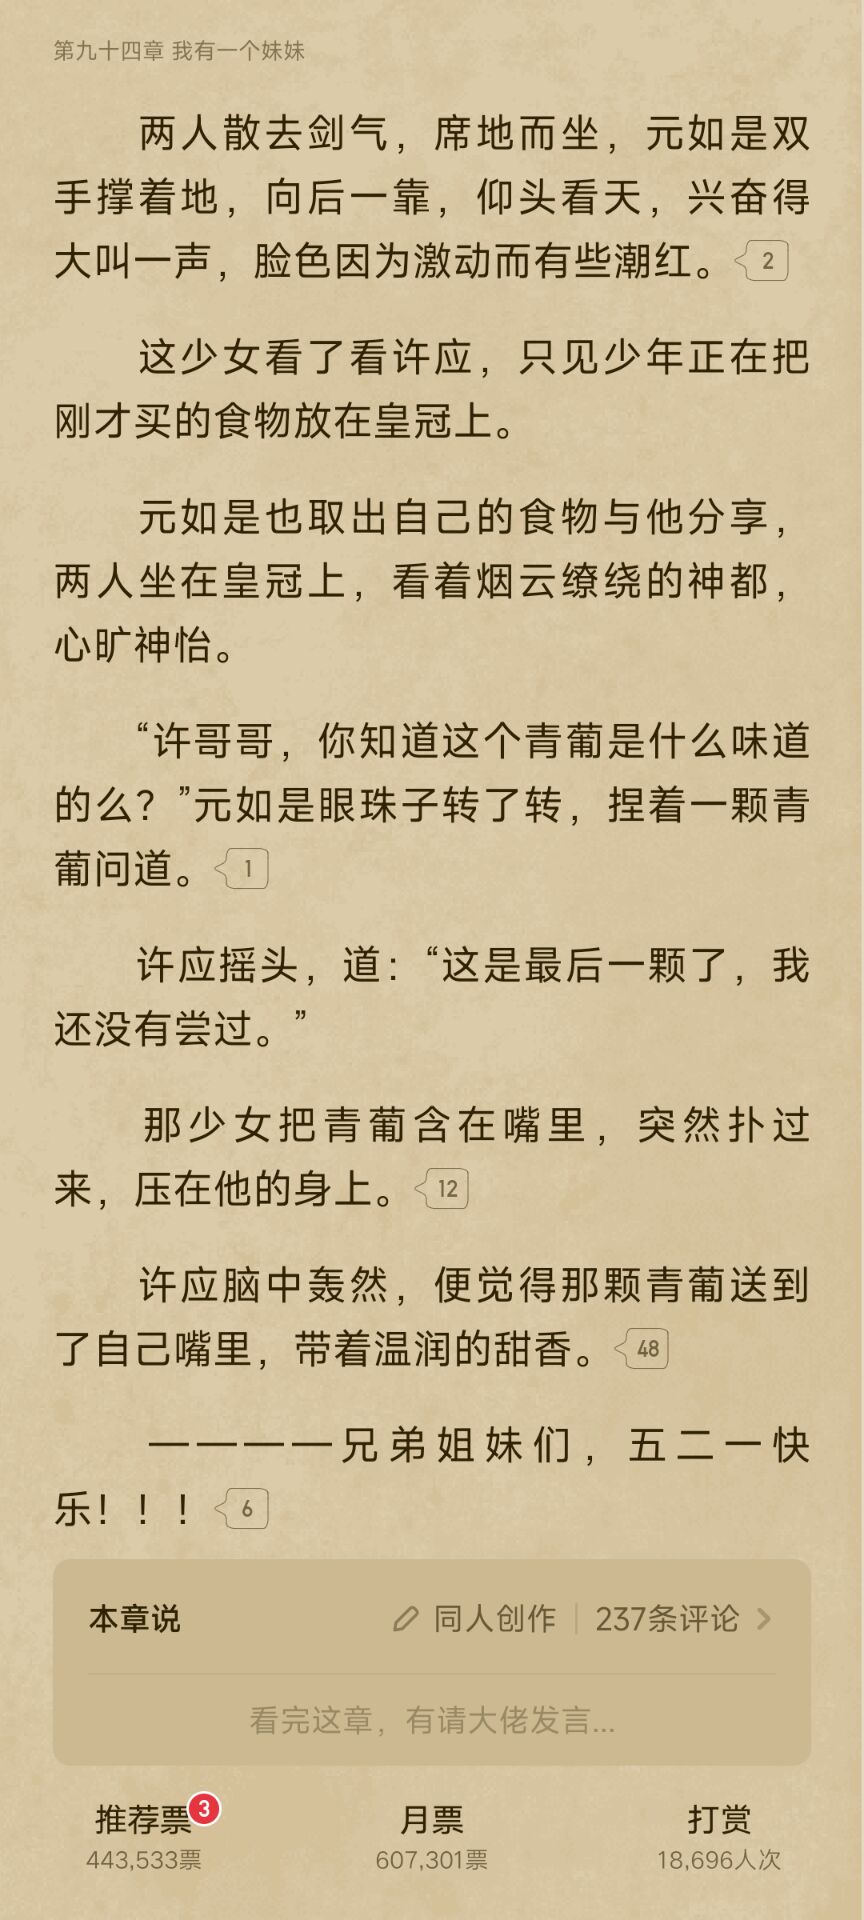 第九十四章 我有一个妹妹
两人散去剑气，席地而坐，元如是双
手撑着地，向后一靠，仰头看天，兴奋得
大叫一声，脸色因为激动而有些潮红。 2
这少女看了看许应，只见少年正在把
刚才买的食物放在皇冠上。
元如是也取出自己的食物与他分享，
两人坐在皇冠上，看着烟云缭绕的神都，
心旷神怡。
“许哥哥，你知道这个青葡是什么味道
的么？”元如是眼珠子转了转，捏着一颗青
葡问道。 1
许应摇头，道：“这是最后一颗了，我
还没有尝过。”
那少女把青葡含在嘴里，突然扑过
来，压在他的身上。 12
许应脑中轰然，便觉得那颗青葡送到
了自己嘴里，带着温润的甜香。 48
————兄弟姐妹们，五二一快
乐！！！ 6
本章说 同人创作 237条评论
看完这章，有请大佬发言...
推荐票 3 月票 打赏
443,533票 607,301票 18,696人次